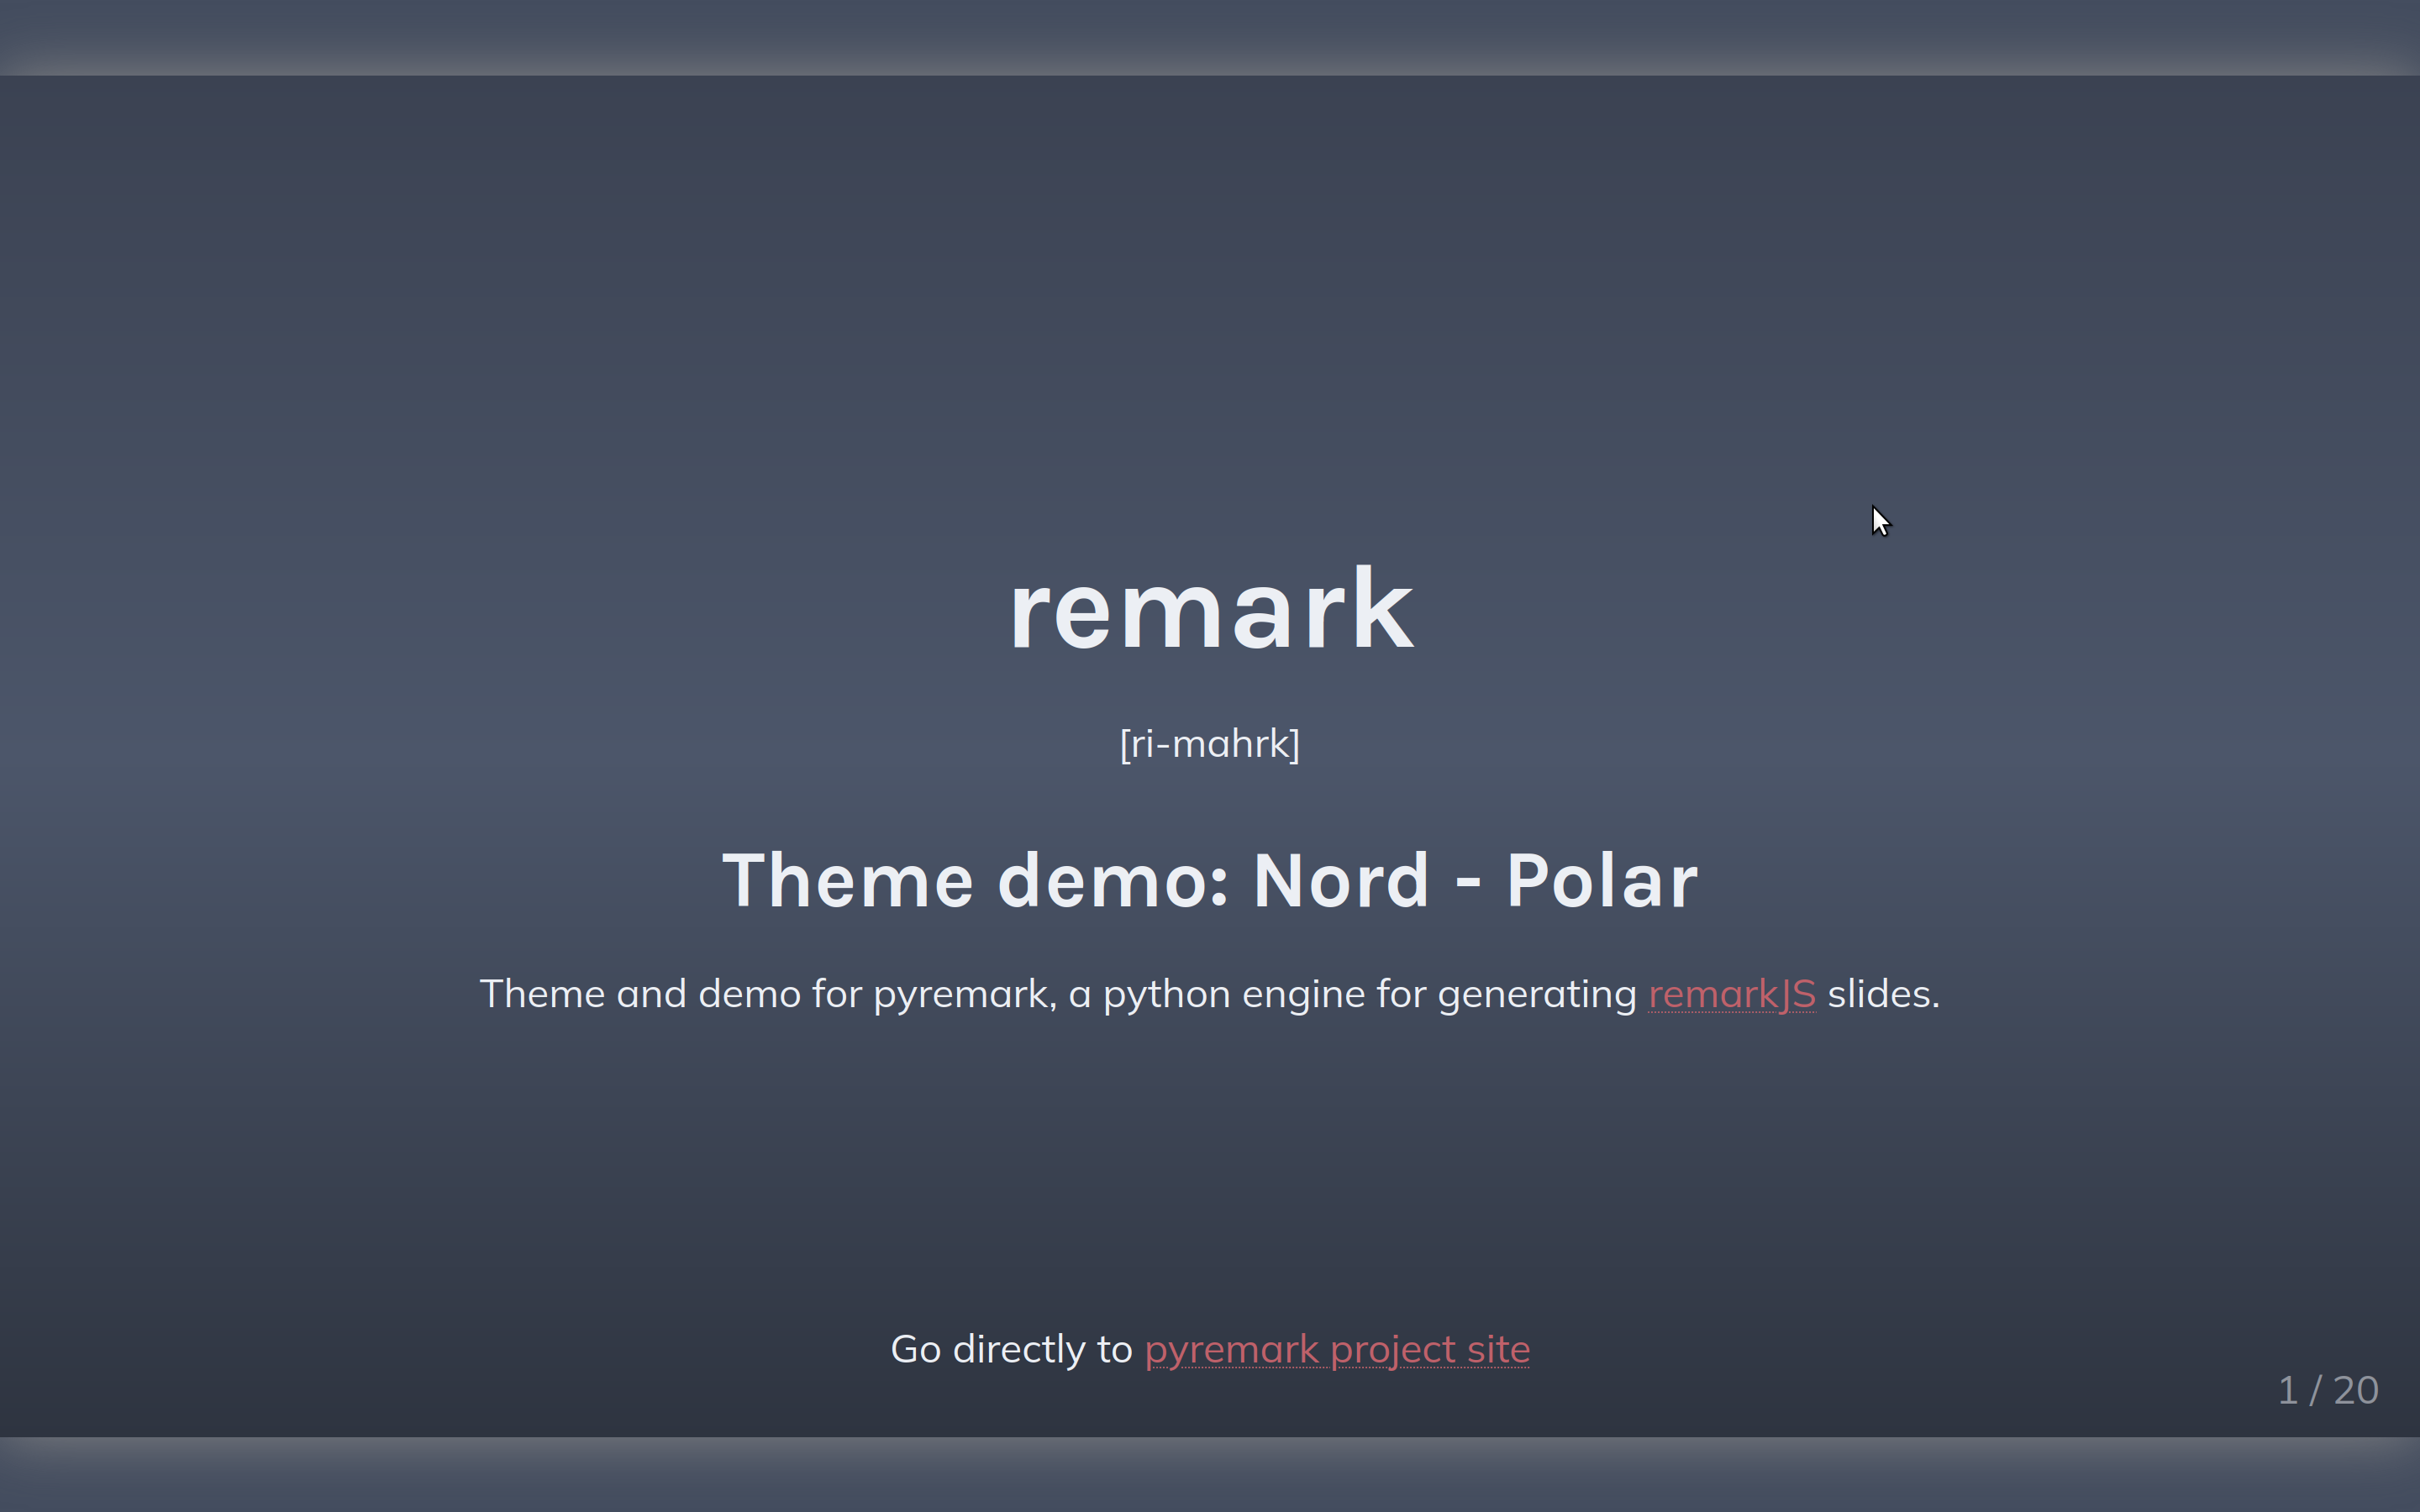 remark
[ri-mahrk]
Theme demo: Nord - Polar
Theme and demo for pyremark, a python engine for generating remarkJS slides.
Go directly to pyremark project site
1 / 20